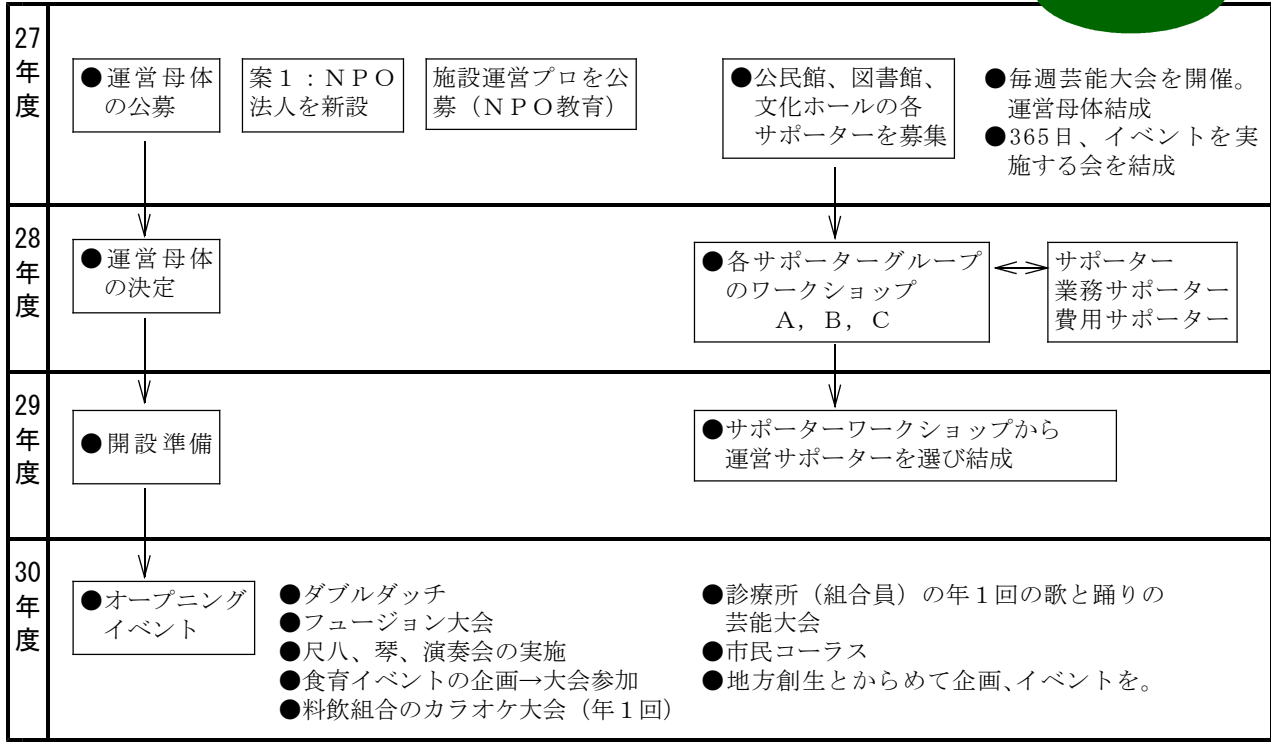 27
年
度
●運営母体
の公募
案1：NPO
法人を新設
施設運営プロを公
募（NPO教育）
●公民館、図書館、
文化ホールの各
サポーターを募集
●毎週芸能大会を開催。
運営母体結成
●365日、イベントを実
施する会を結成
28
年
度
●運営母体
の決定
●各サポーターグループ
のワークショップ
A，B，C
サポーター
業務サポーター
費用サポーター
29
年
度
●開設準備
●サポーターワークショップから
運営サポーターを選び結成
30
年
度
●オープニング
イベント
●ダブルダッチ
●フュージョン大会
●尺八、琴、演奏会の実施
●食育イベントの企画→大会参加
●料飲組合のカラオケ大会（年１回）
●診療所（組合員）の年１回の歌と踊りの
芸能大会
●市民コーラス
●地方創生とからめて企画、イベントを。